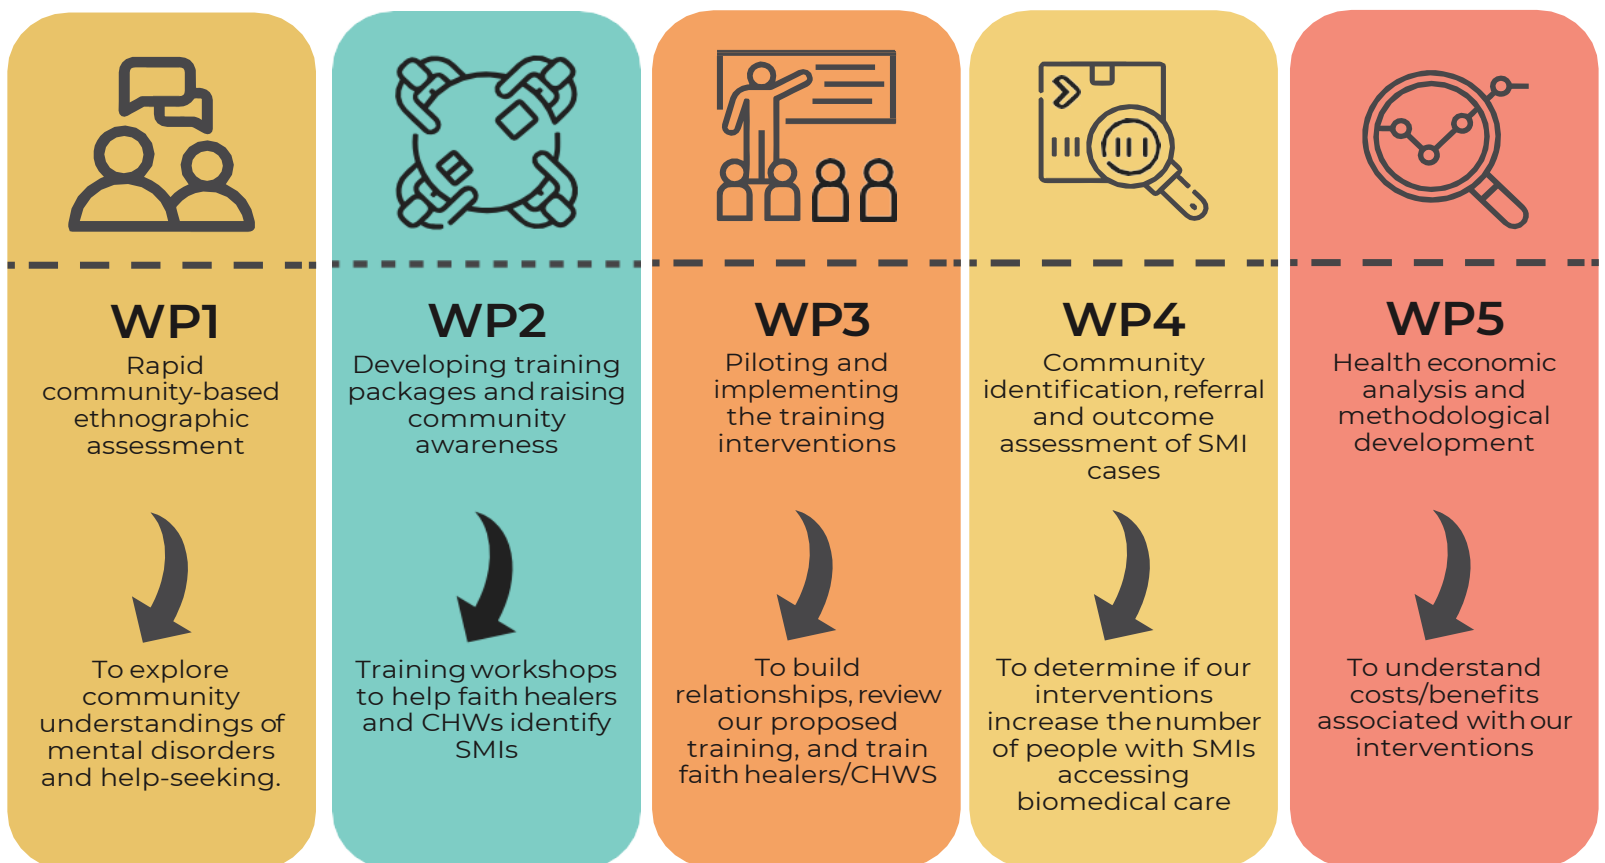 WP1
Rapid
community-based
ethnographic
assessment
To explore
community
understandings of
mental disorders
and help-seeking.
WP2
Developing training
packages and raising
community
awareness
Training workshops
to help faith healers
and CHWs identify
SMIs
WP3
Piloting and
implementing
the training
interventions
To build
relationships, review
our proposed
training, and train
faith healers/CHWS
WP4
Community
identification, referral
and outcome
assessment of SMI
cases
To determine if our
interventions
increase the number
of people with SMIs
accessing
biomedical care
WP5
Health economic
analysis and
methodological
development
To understand
costs/benefits
associated with our
interventions